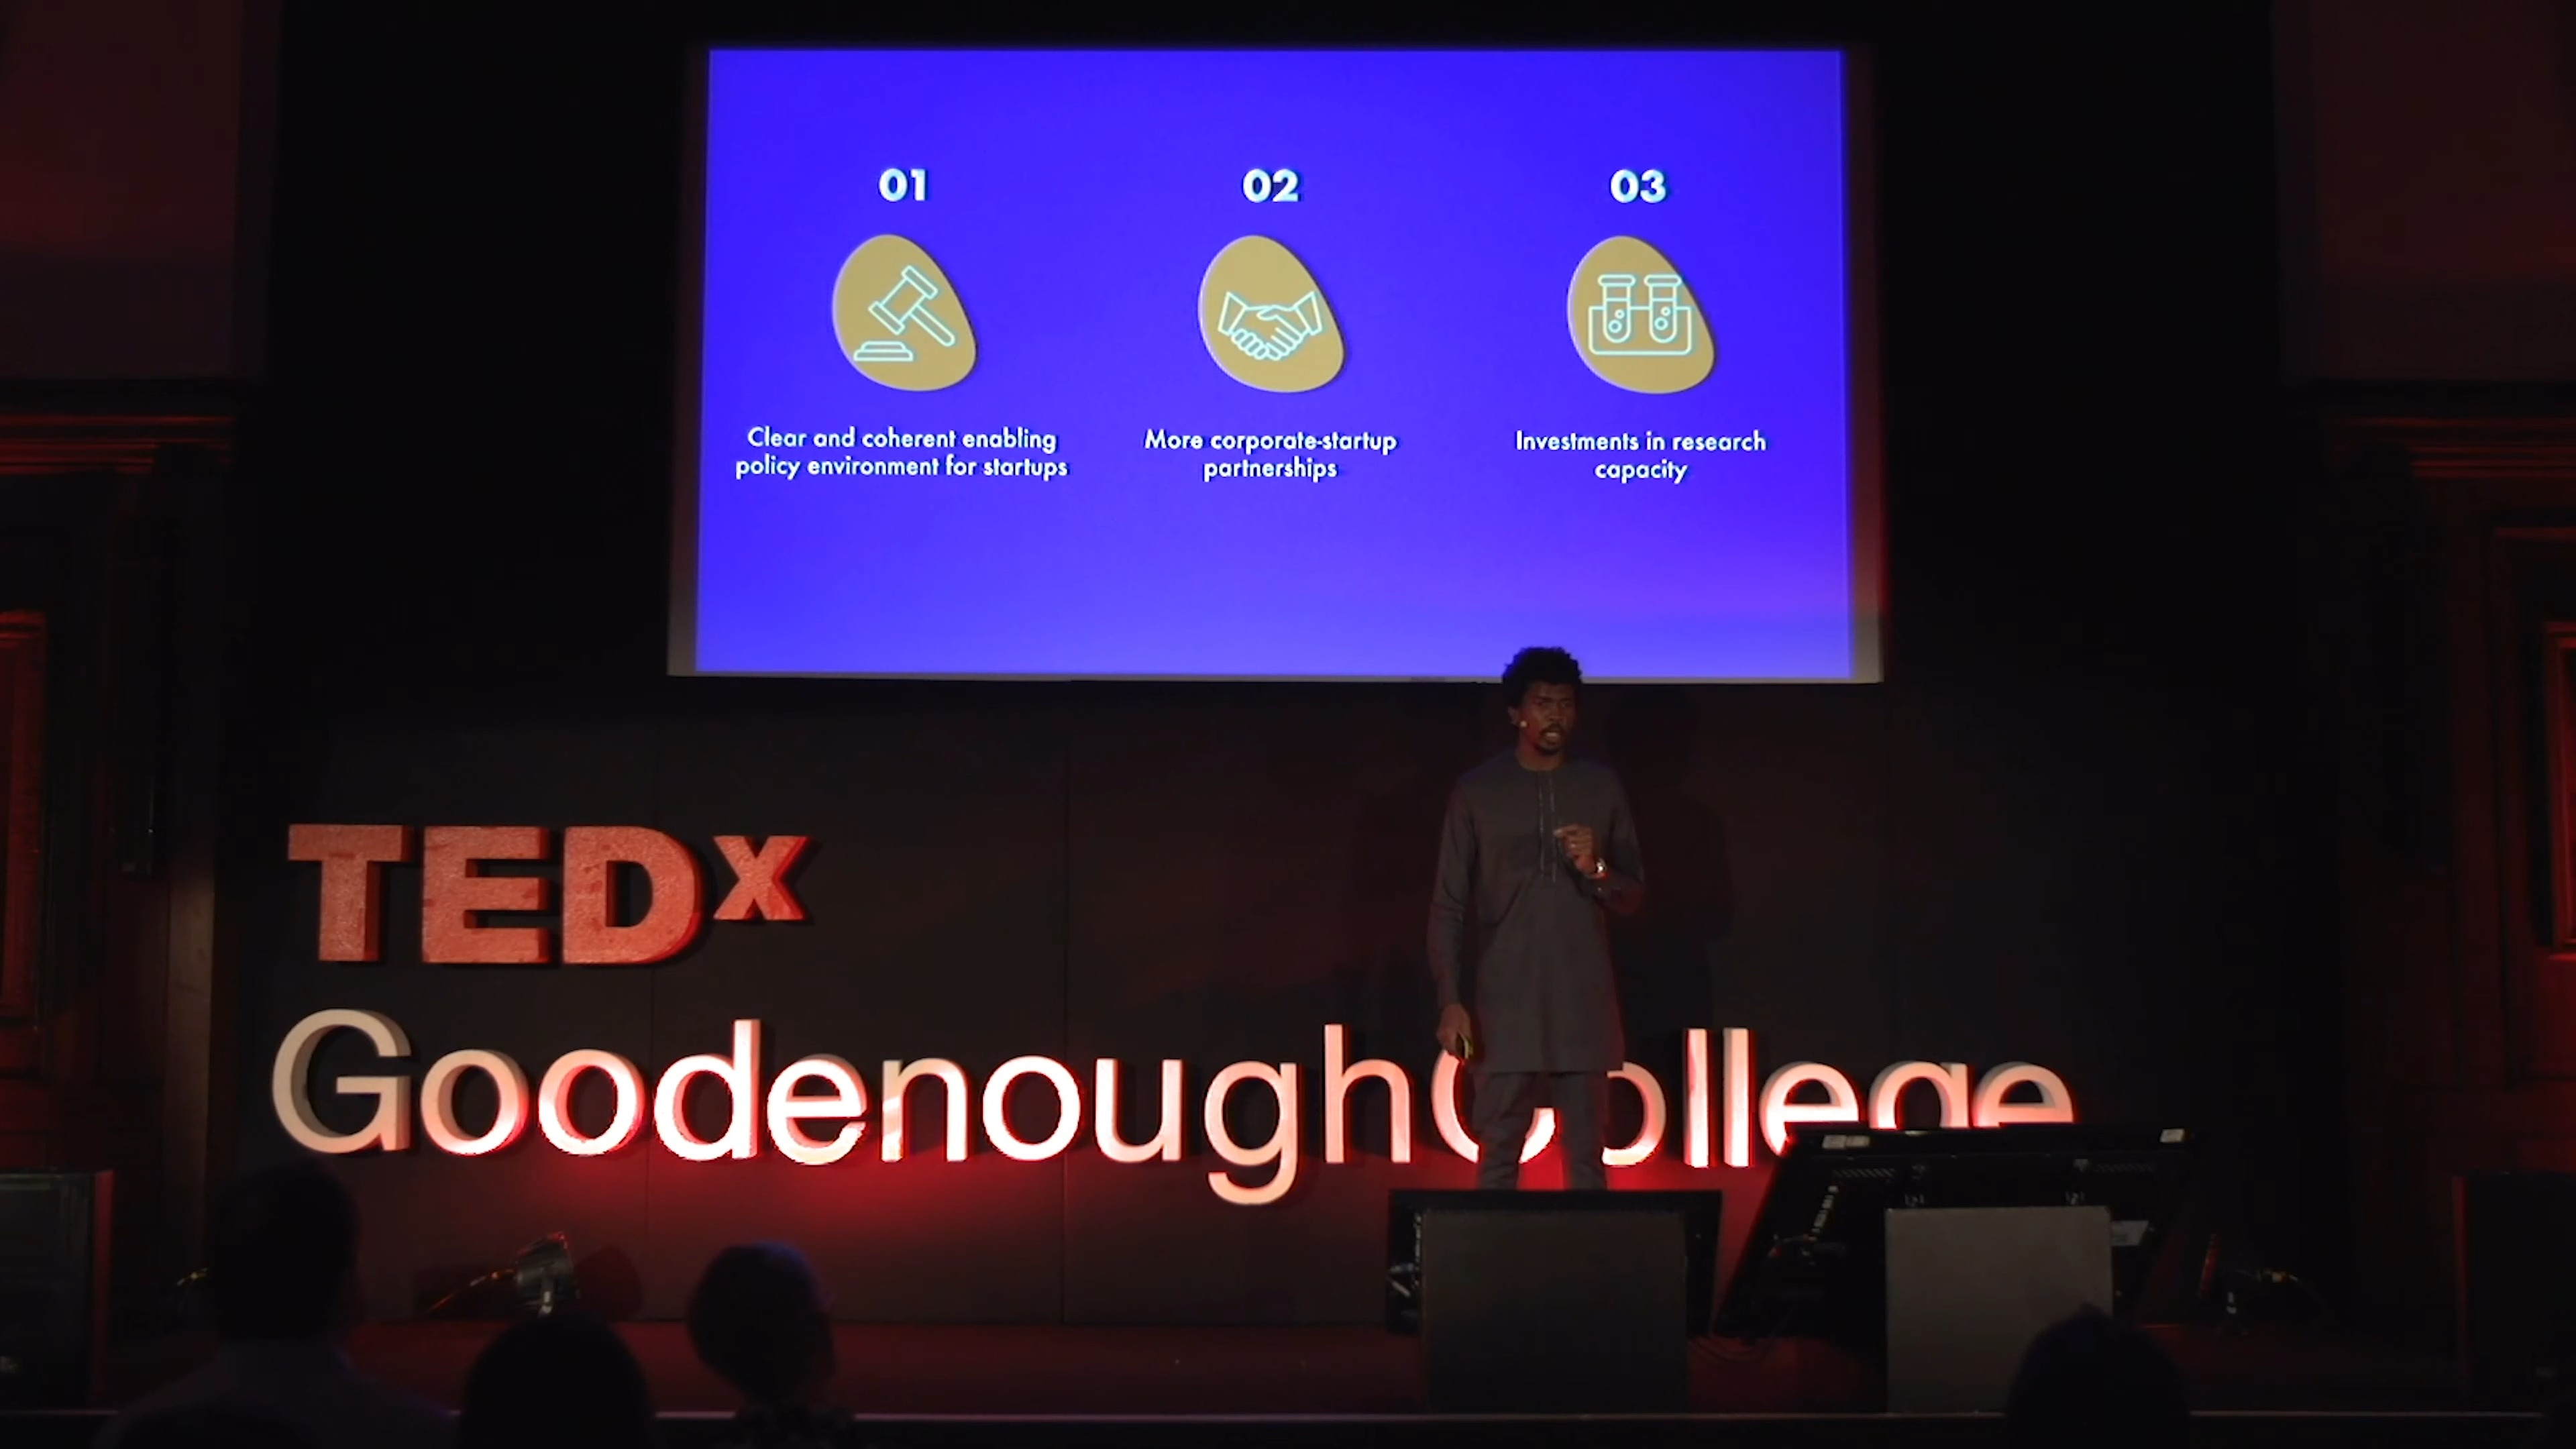 01
Clear and coherent enabling
policy environment for startups
02
More corporate-startup
partnerships
03
Investments in research
capacity
TEDx
GoodenoughCollege